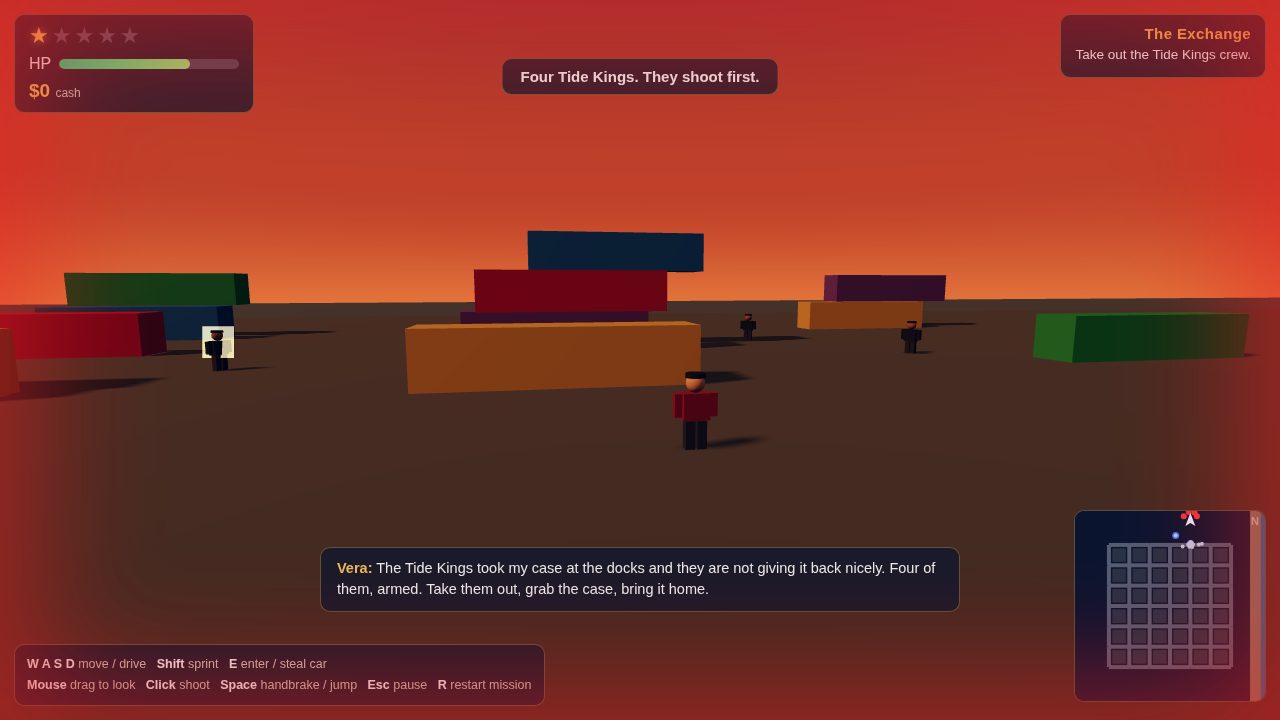 ★★★★★
HP
$0 cash
Four Tide Kings. They shoot first.
The Exchange
Take out the Tide Kings crew.
Vera: The Tide Kings took my case at the docks and they are not giving it back nicely. Four of
them, armed. Take them out, grab the case, bring it home.
N
W A S D move / drive Shift sprint E enter / steal car
Mouse drag to look Click shoot Space handbrake / jump Esc pause R restart mission